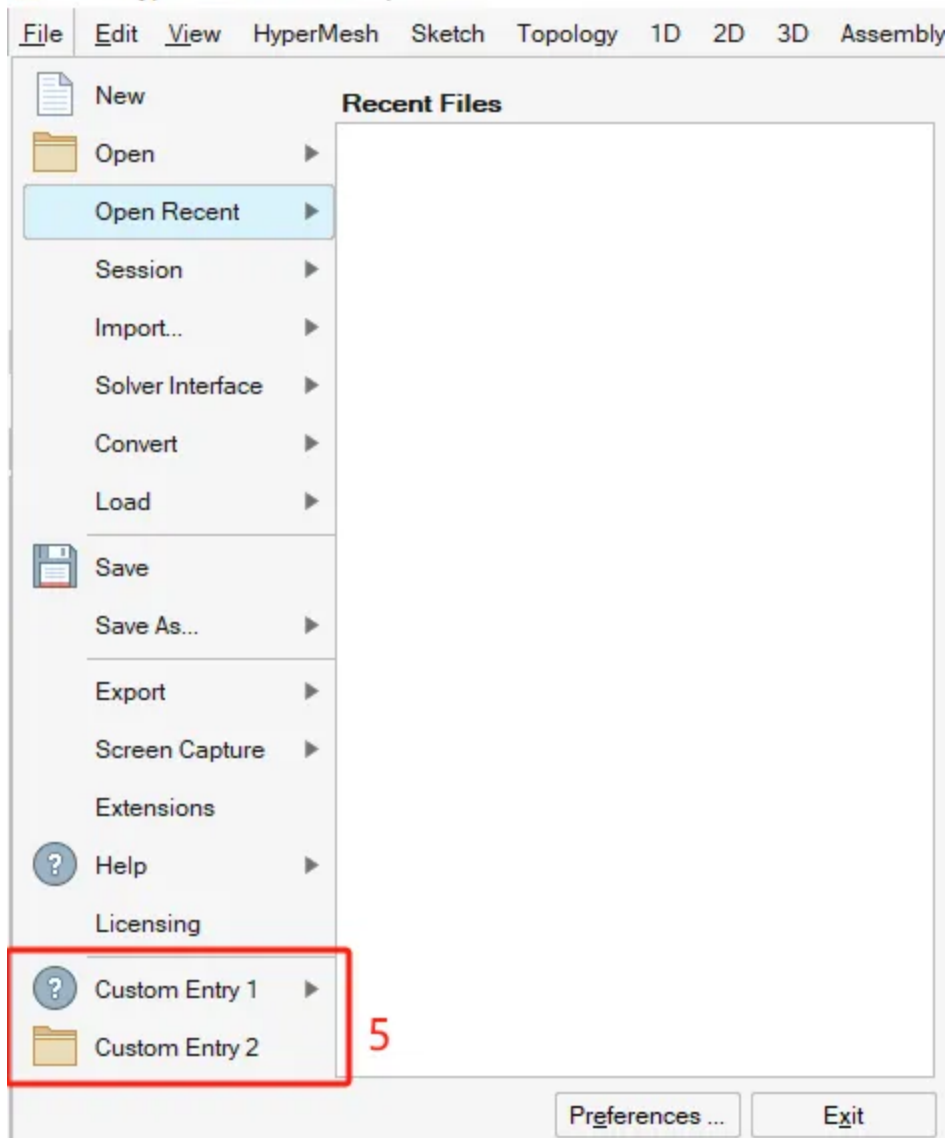 File Edit View HyperMesh Sketch Topology 1D 2D 3D Assembly
New
Recent Files
Open
Open Recent
Session
Import...
Solver Interface
Convert
Load
Save
Save As...
Export
Screen Capture
Extensions
? Help
Licensing
? Custom Entry 1
Custom Entry 2
5
Preferences ... Exit